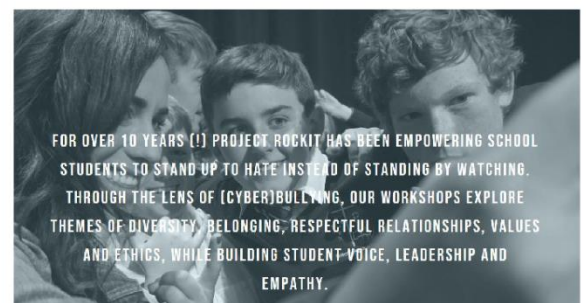 FOR OVER 10 YEARS (!) PROJECT ROCKIT HAS BEEN EMPOWERING SCHOOL
STUDENTS TO STAND UP TO HATE INSTEAD OF STANDING BY WATCHING.
THROUGH THE LENS OF (CYBER)BULLYING, OUR WORKSHOPS EXPLORE
THEMES OF DIVERSITY, BELONGING, RESPECTFUL RELATIONSHIPS, VALUES
AND ETHICS, WHILE BUILDING STUDENT VOICE, LEADERSHIP AND
EMPATHY.